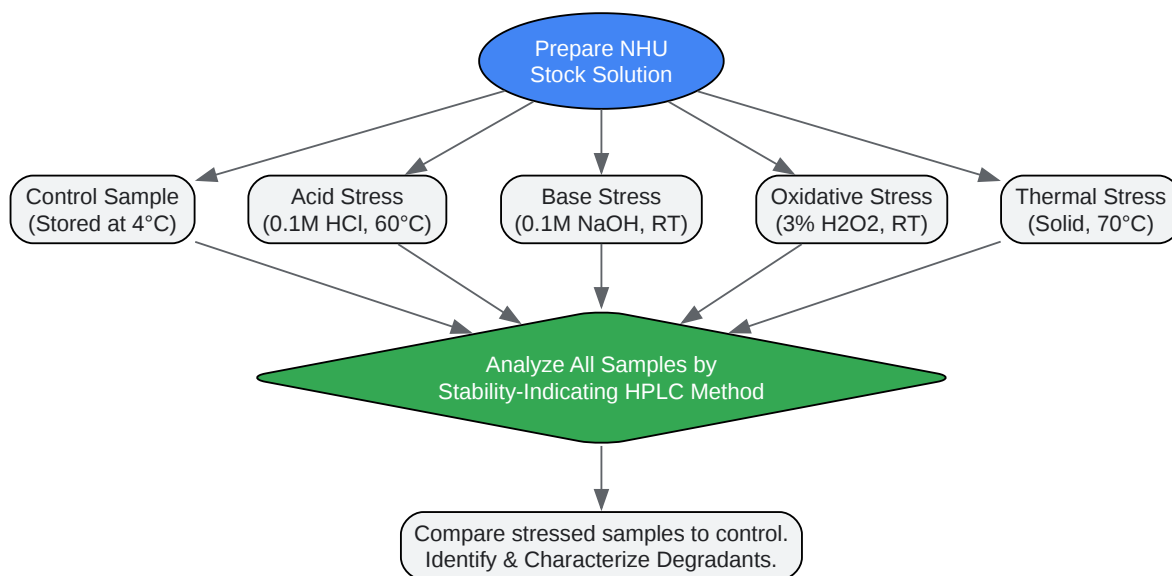 Prepare NHU
Stock Solution
Control Sample
(Stored at 4°C)
Acid Stress
(0.1M HCl, 60°C)
Base Stress
(0.1M NaOH, RT)
Oxidative Stress
(3% H2O2, RT)
Thermal Stress
(Solid, 70°C)
Analyze All Samples by
Stability-Indicating HPLC Method
Compare stressed samples to control.
Identify & Characterize Degradants.